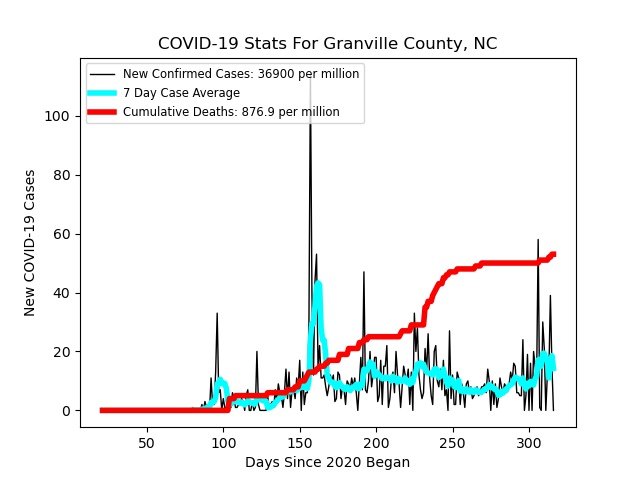 COVID-19 Stats For Granville County, NC
New Confirmed Cases: 36900 per million
7 Day Case Average
Cumulative Deaths: 876.9 per million
New COVID-19 Cases
100
80
60
40
20
0
50 100 150 200 250 300
Days Since 2020 Began